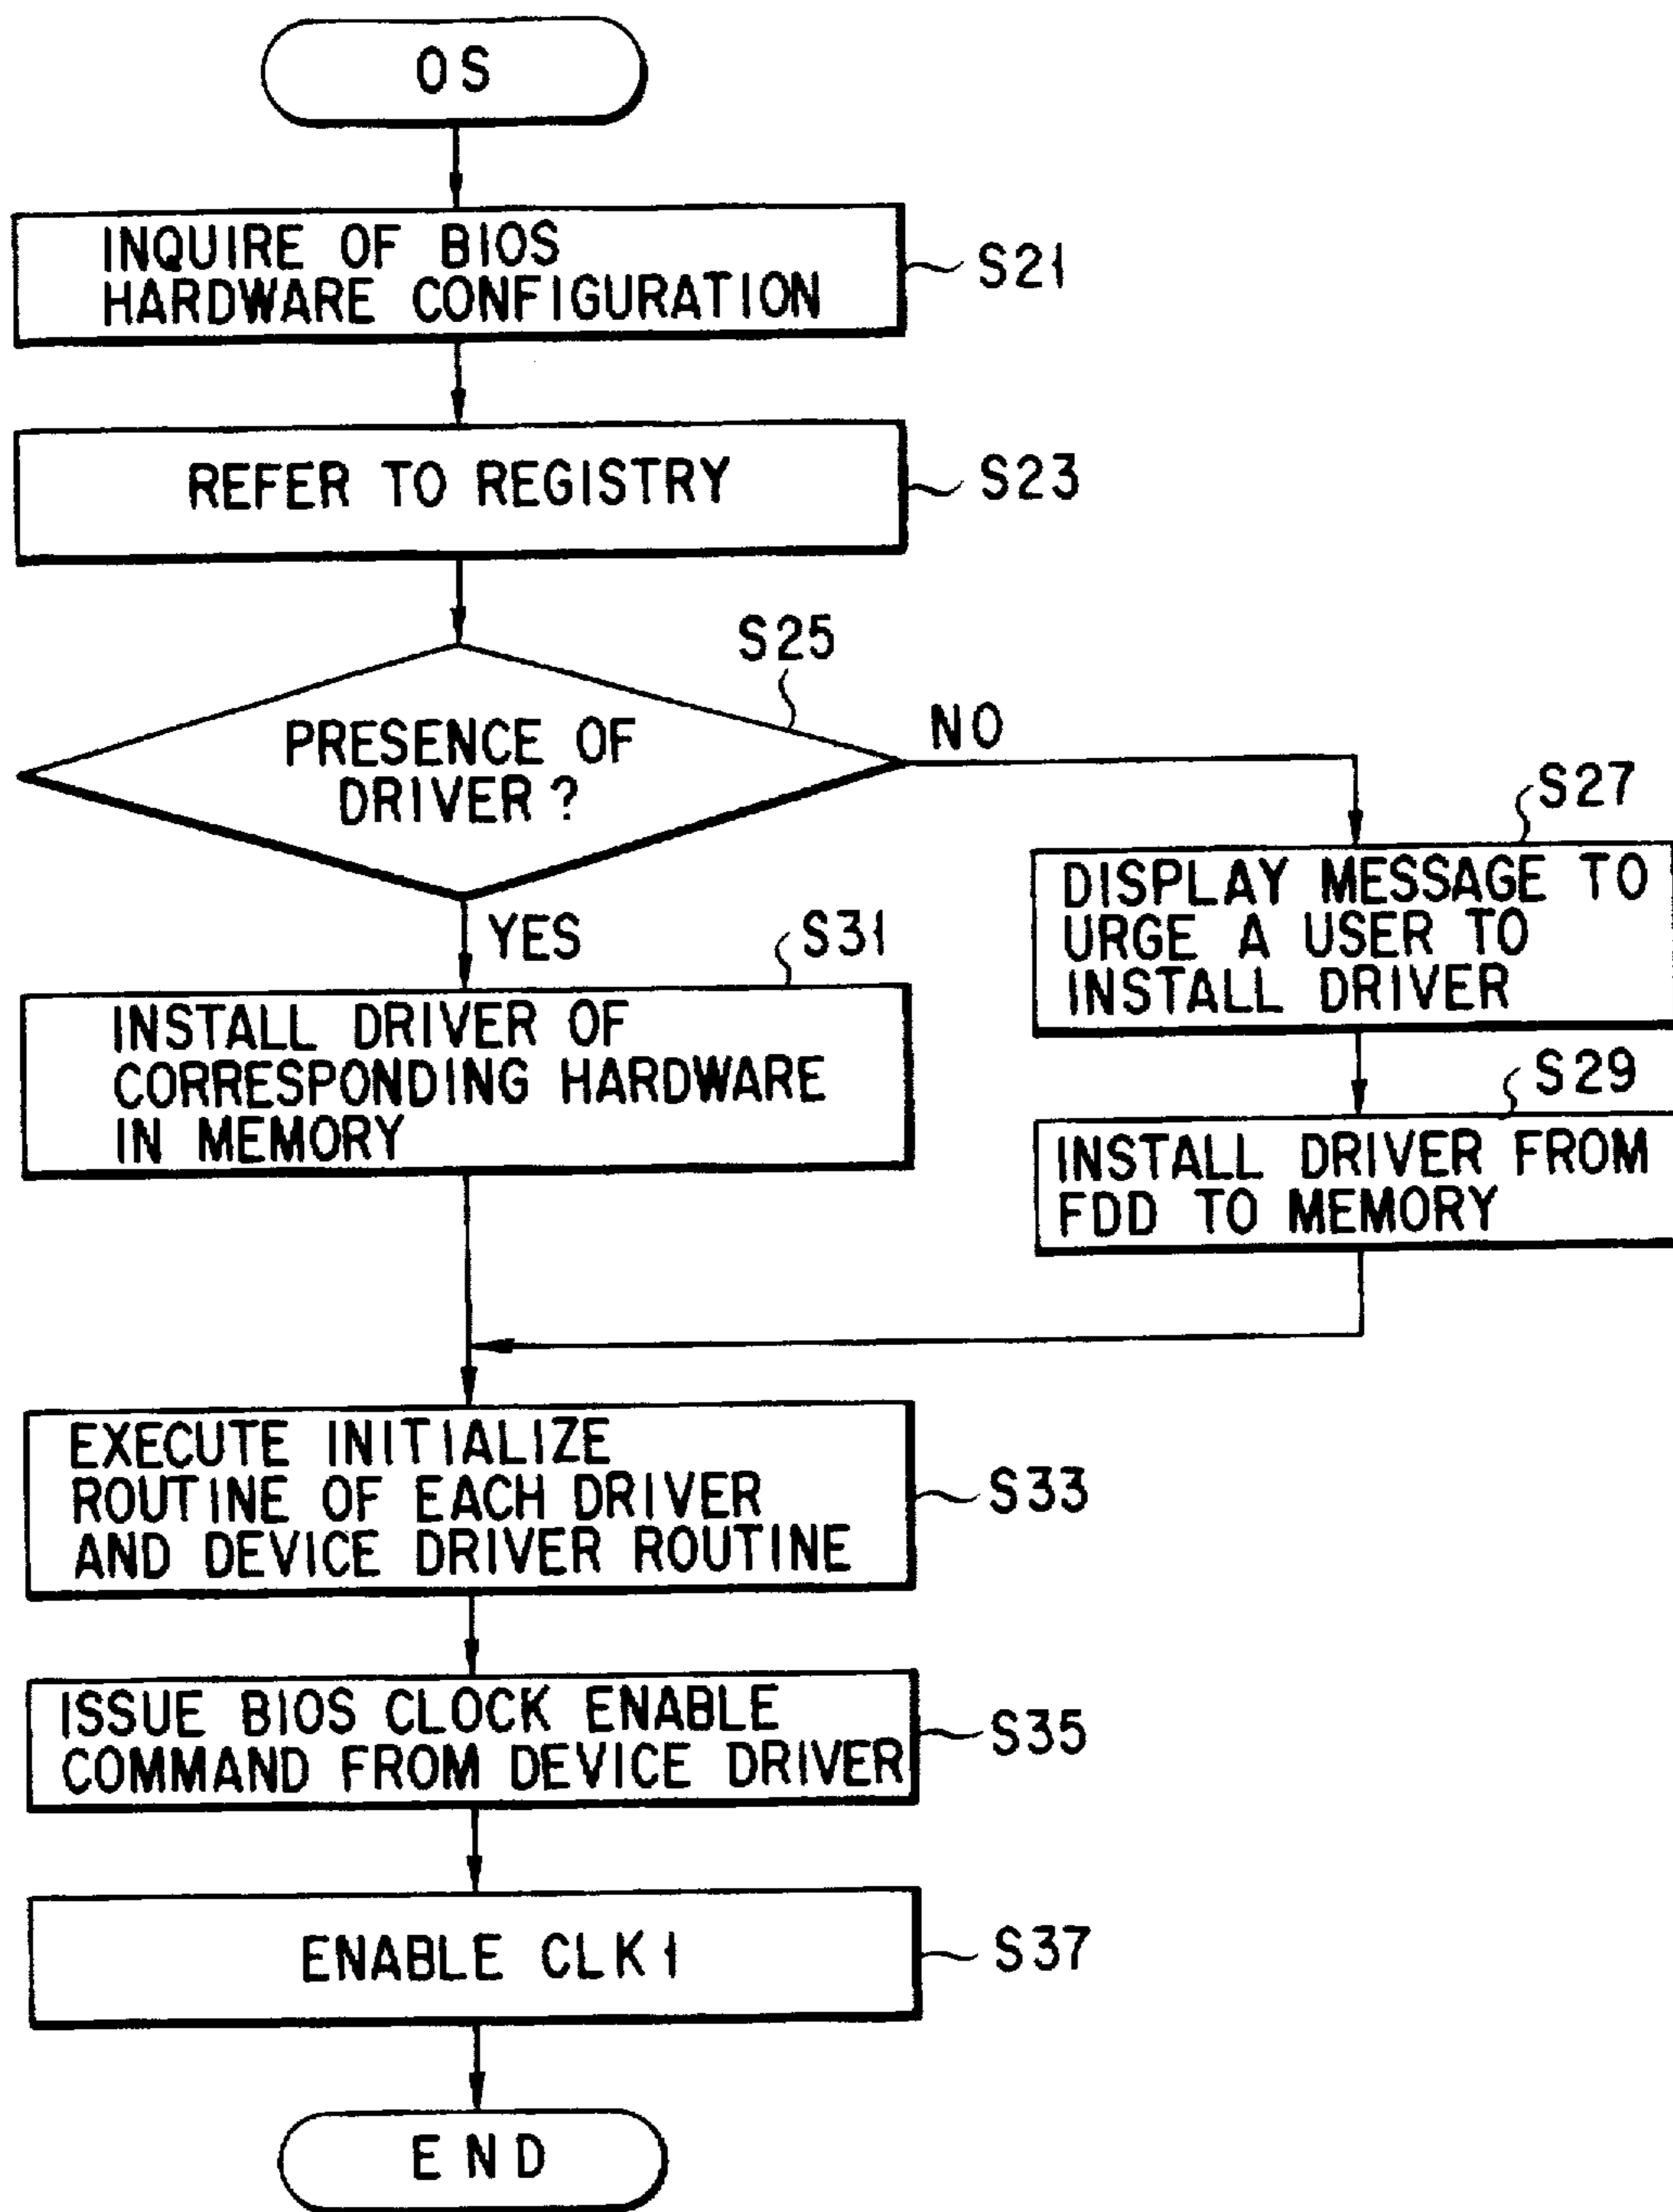 OS
INQUIRE OF BIOS
HARDWARE CONFIGURATION
S21
REFER TO REGISTRY
S23
S25
PRESENCE OF
DRIVER?
NO
YES
S27
DISPLAY MESSAGE TO
URGE A USER TO
INSTALL DRIVER
S31
INSTALL DRIVER OF
CORRESPONDING HARDWARE
IN MEMORY
S29
INSTALL DRIVER FROM
FDD TO MEMORY
EXECUTE INITIALIZE
ROUTINE OF EACH DRIVER
AND DEVICE DRIVER ROUTINE
S33
ISSUE BIOS CLOCK ENABLE
COMMAND FROM DEVICE DRIVER
S35
ENABLE CLK1
S37
END